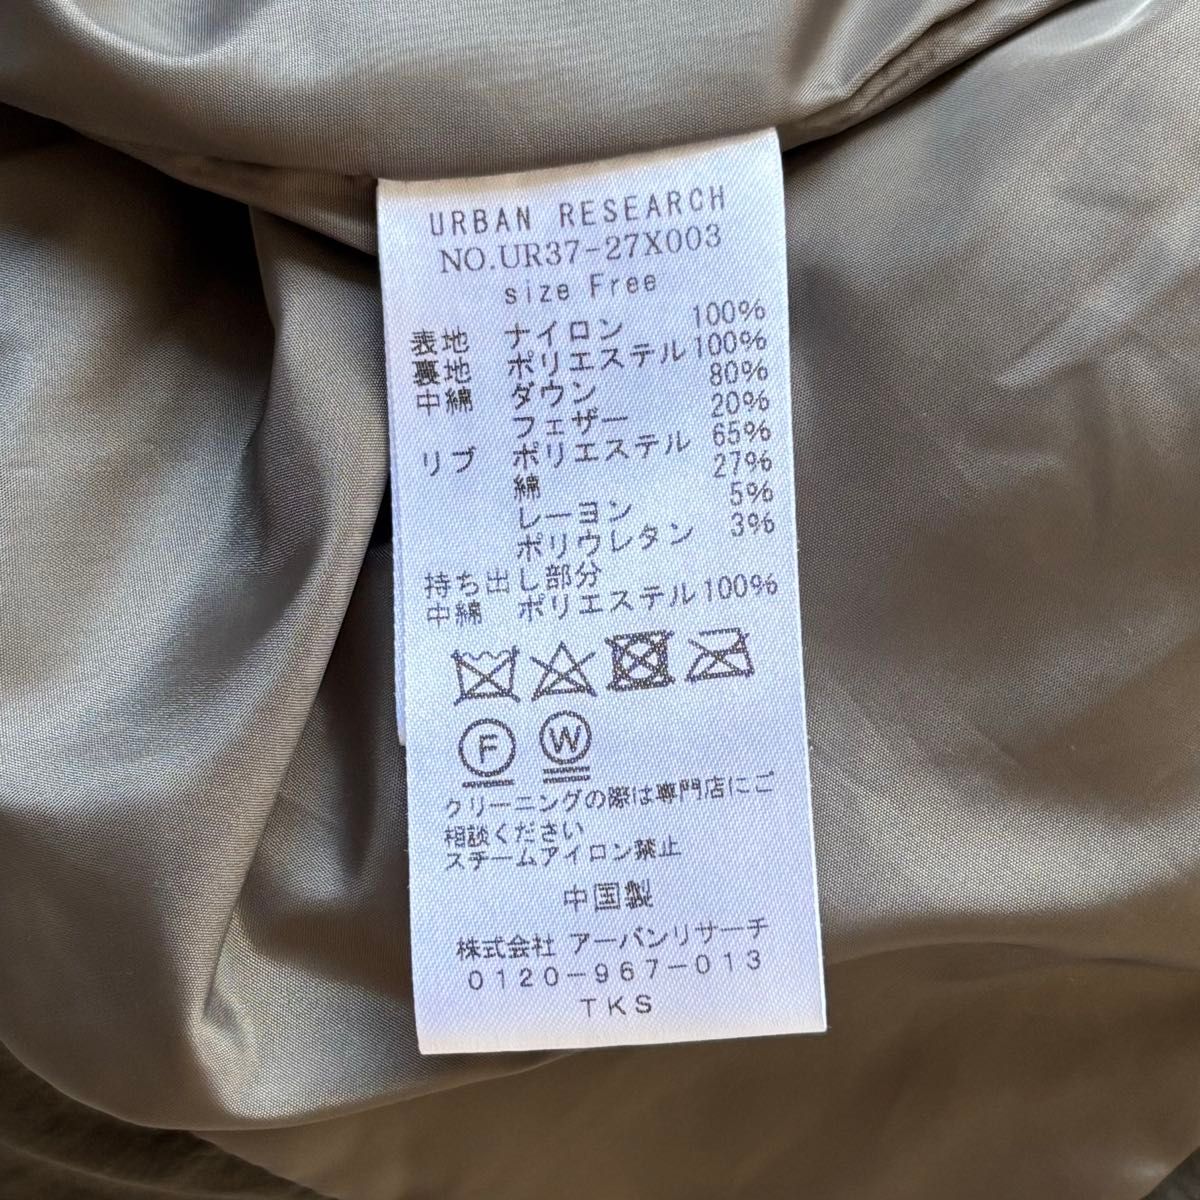 URBAN RESEARCH
NO.UR37-27X003
size Free
表地 ナイロン 100%
裏地 ポリエステル 100%
中綿 ダウン 80%
フェザー 20%
リブ ポリエステル 65%
綿 27%
レーヨン 5%
ポリウレタン 3%
持ち出し部分
中綿 ポリエステル 100%
F W
クリーニングの際は専門店にご
相談ください
スチームアイロン禁止
中国製
株式会社 アーバンリサーチ
0120-967-013
TKS